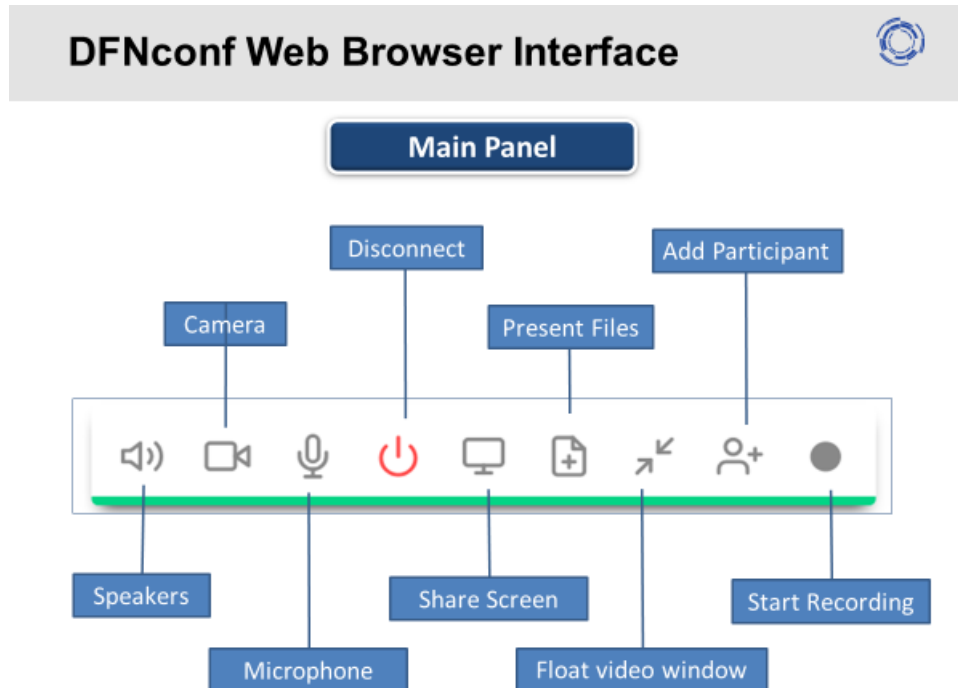 DFNconf Web Browser Interface
Main Panel
Disconnect
Add Participant
Camera
Present Files
Speakers
Share Screen
Start Recording
Microphone
Float video window